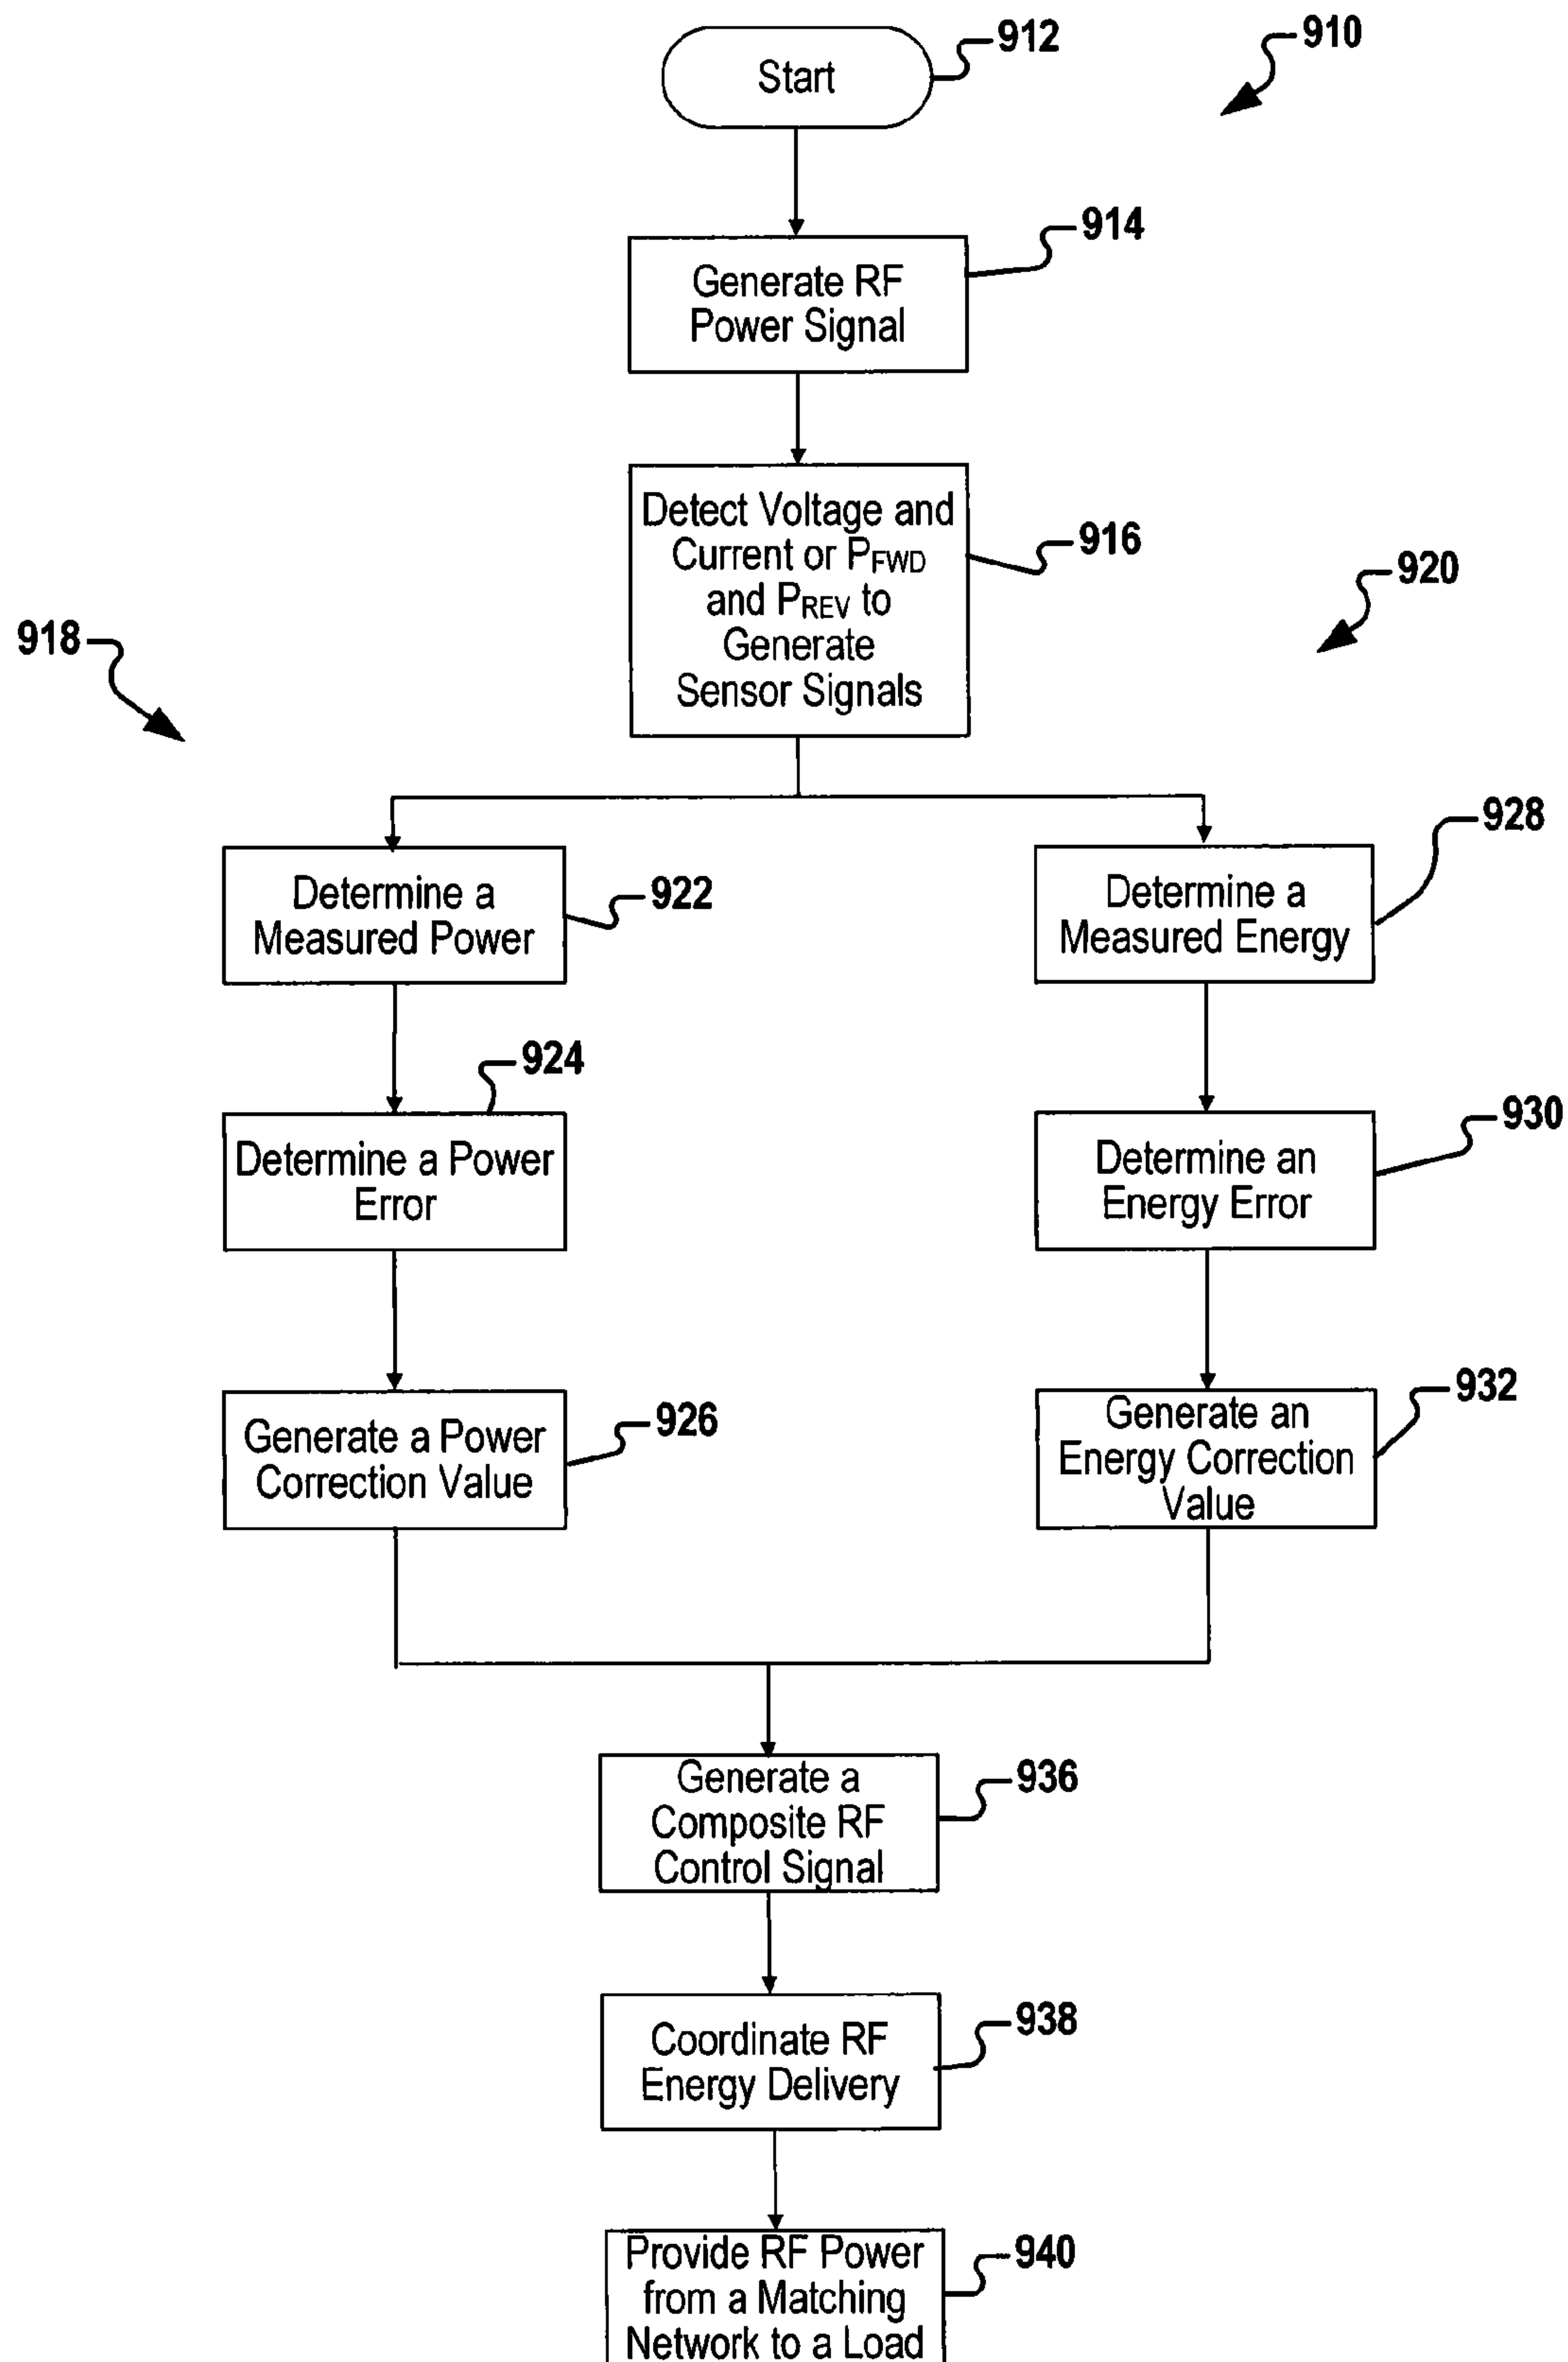 Start
912
910
Generate RF
Power Signal
914
Detect Voltage and
Current or PFWD
and PREV to
Generate
Sensor Signals
916
918
920
Determine a
Measured Power
922
Determine a
Measured Energy
928
924
Determine a Power
Error
Determine an
Energy Error
930
Generate a Power
Correction Value
926
Generate an
Energy Correction
Value
932
Generate a
Composite RF
Control Signal
936
Coordinate RF
Energy Delivery
938
Provide RF Power
from a Matching
Network to a Load
940